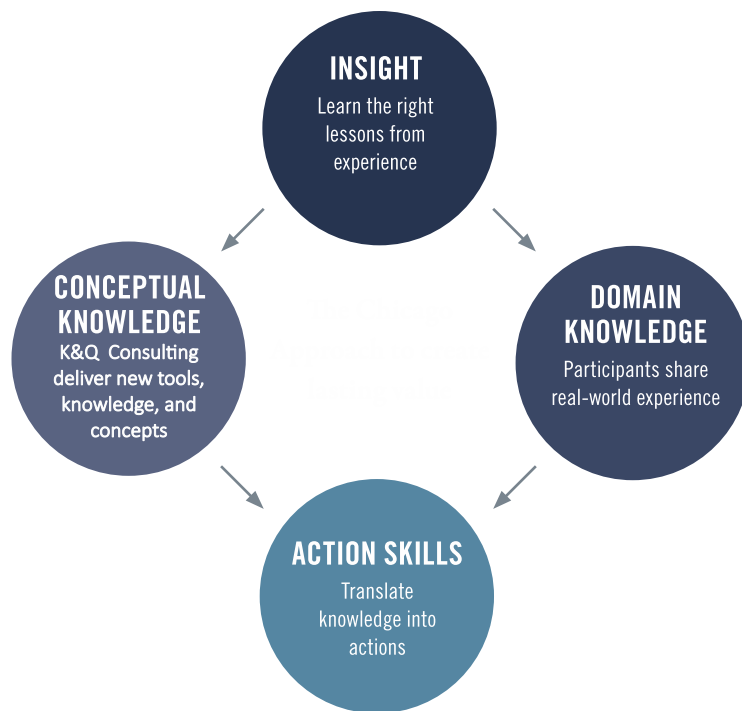 INSIGHT
Learn the right
lessons from
experience
CONCEPTUAL
KNOWLEDGE
K&Q Consulting
deliver new tools,
knowledge, and
concepts
DOMAIN
KNOWLEDGE
Participants share
real-world experience
ACTION SKILLS
Translate
knowledge into
actions